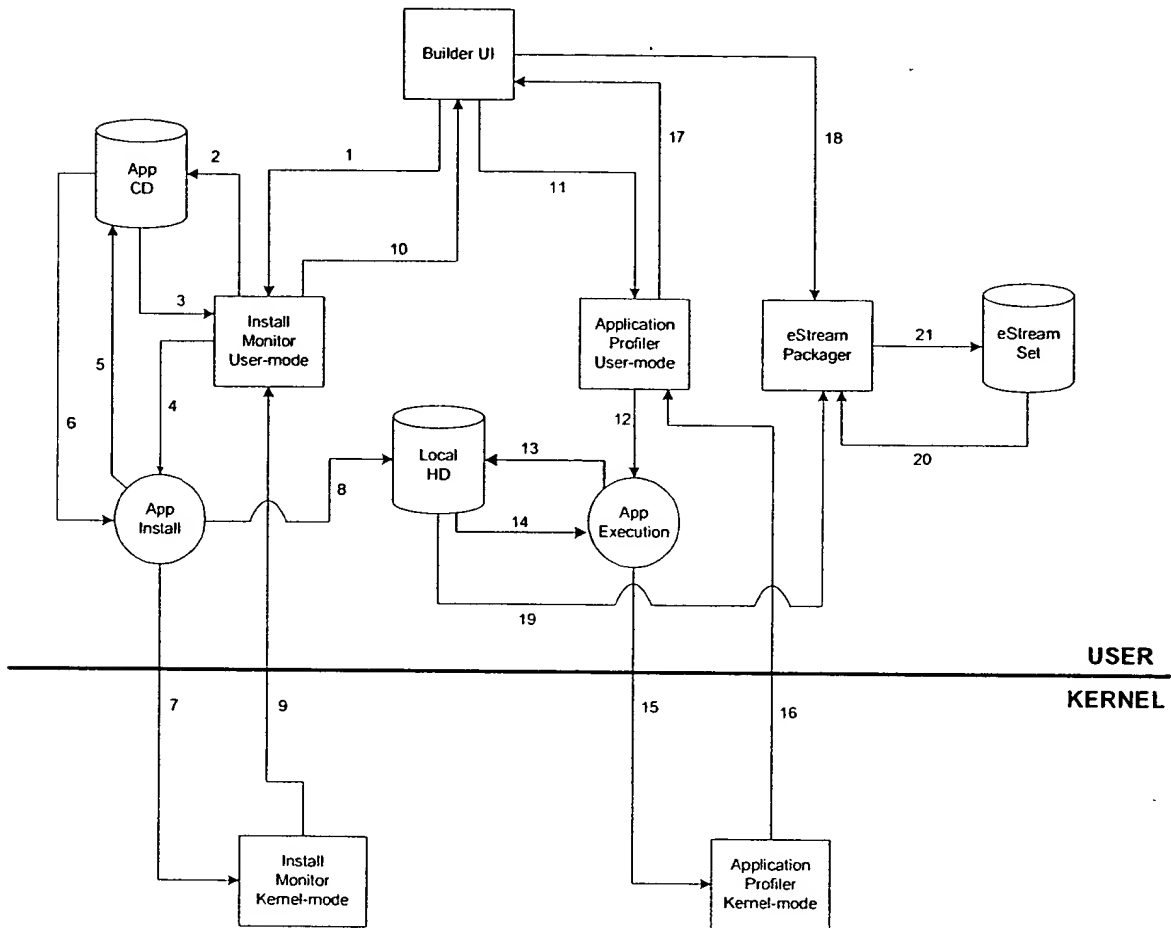 Builder UI
17
18
App
CD
2
1
11
10
3
Install
Monitor
User-mode
Application
Profiler
User-mode
eStream
Packager
21
eStream
Set
5
4
6
12
20
Local
HD
13
8
14
App
Install
App
Execution
19
USER
KERNEL
7
9
15
16
Install
Monitor
Kernel-mode
Application
Profiler
Kernel-mode